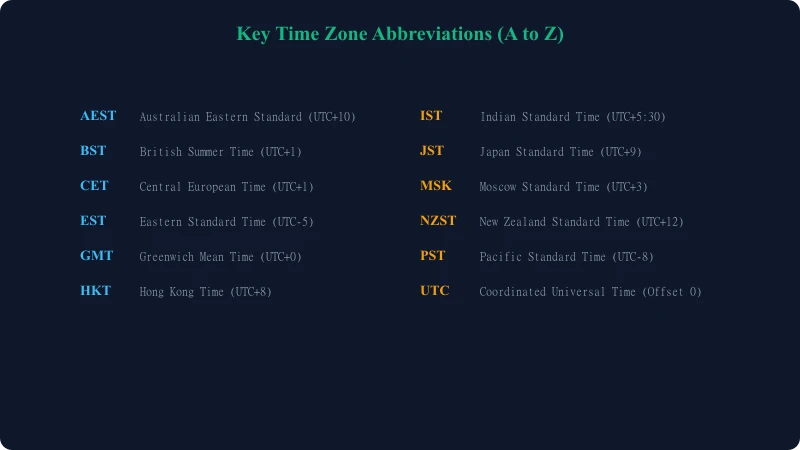 Key Time Zone Abbreviations (A to Z)
AEST Australian Eastern Standard (UTC+10)
BST British Summer Time (UTC+1)
CET Central European Time (UTC+1)
EST Eastern Standard Time (UTC-5)
GMT Greenwich Mean Time (UTC+0)
HKT Hong Kong Time (UTC+8)
IST Indian Standard Time (UTC+5:30)
JST Japan Standard Time (UTC+9)
MSK Moscow Standard Time (UTC+3)
NZST New Zealand Standard Time (UTC+12)
PST Pacific Standard Time (UTC-8)
UTC Coordinated Universal Time (Offset 0)